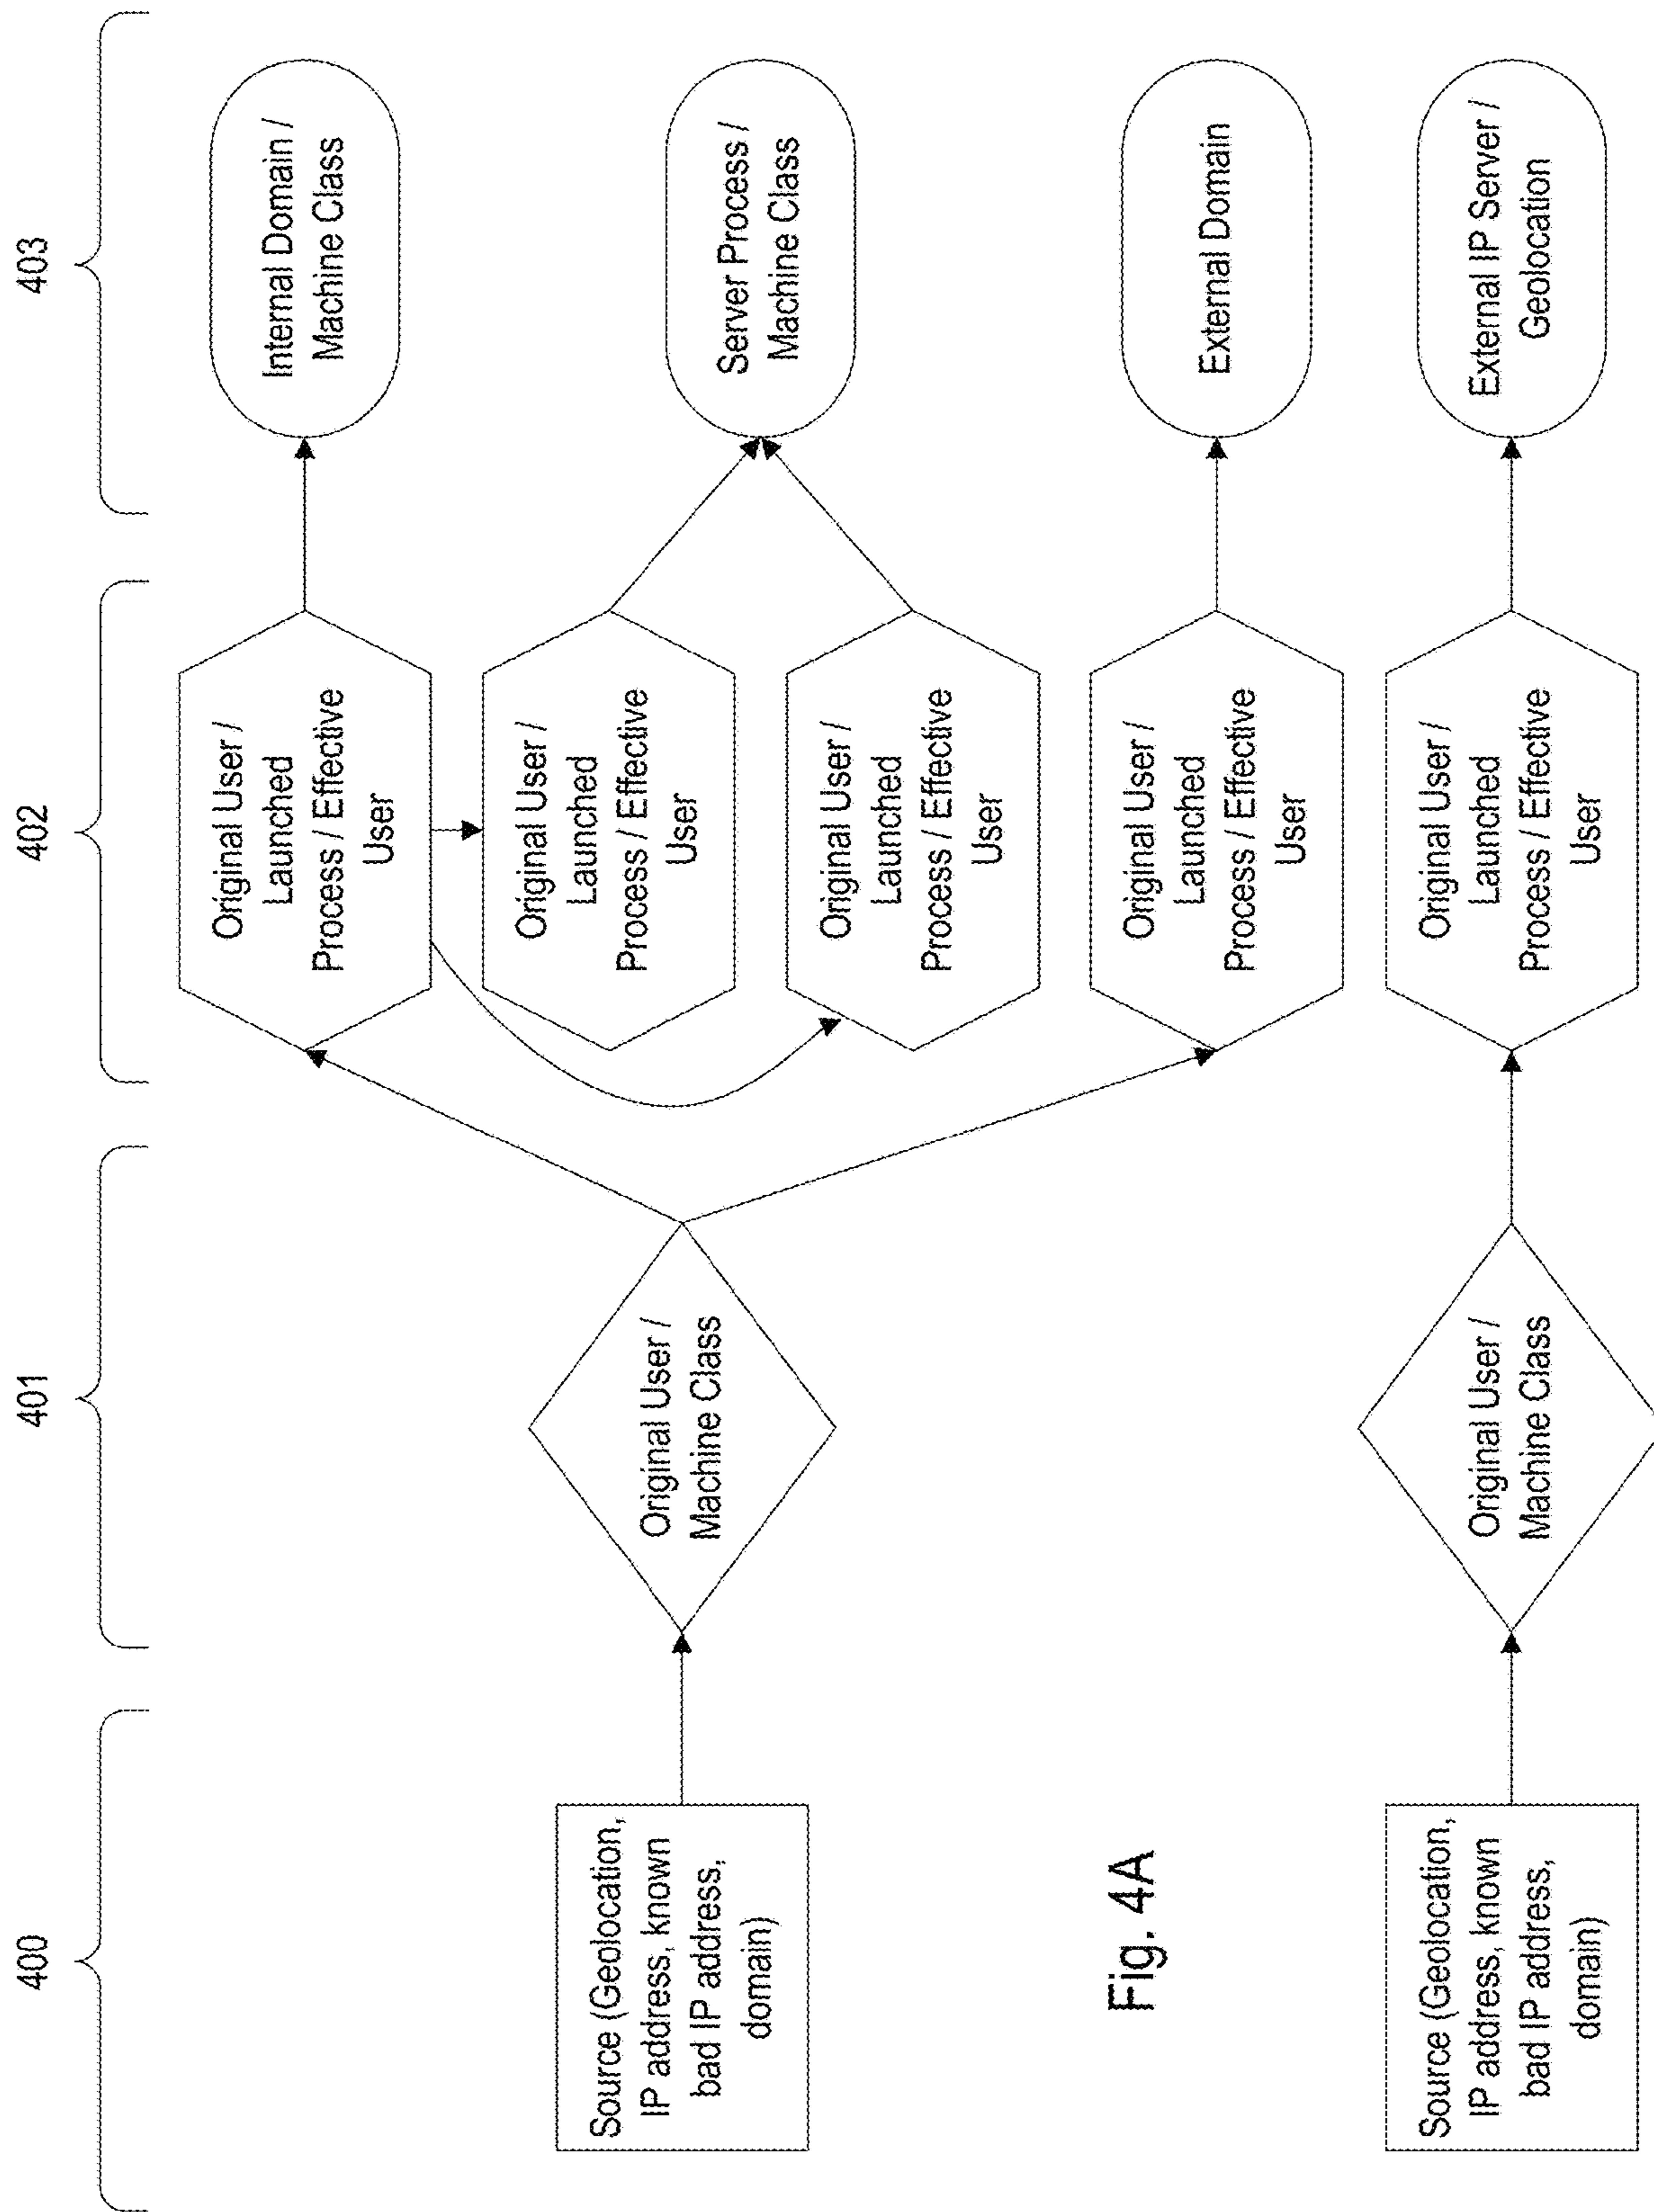 400
401
402
403
Source (Geolocation,
IP address, known
bad IP address,
domain)
Original User /
Machine Class
Original User /
Launched
Process / Effective
User
Original User /
Launched
Process / Effective
User
Original User /
Launched
Process / Effective
User
Original User /
Launched
Process / Effective
User
Internal Domain /
Machine Class
Server Process /
Machine Class
External Domain
Fig. 4A
Source (Geolocation,
IP address, known
bad IP address,
domain)
Original User /
Machine Class
Original User /
Launched
Process / Effective
User
External IP Server /
Geolocation